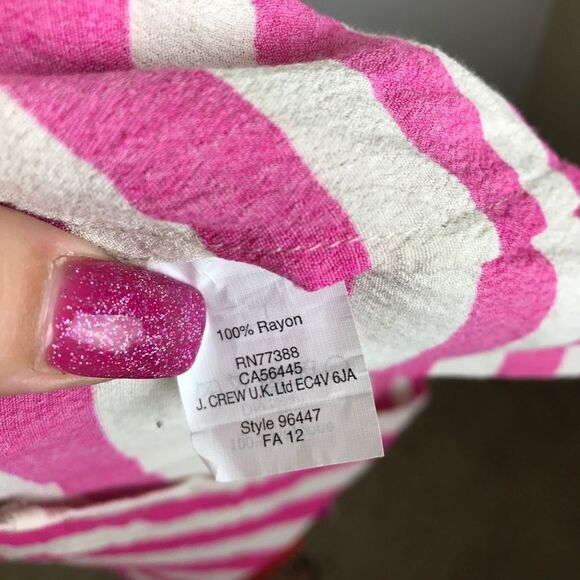 100% Rayon
RN77388
CA56445
J. CREW U.K. Ltd EC4V 6JA
Style 96447
FA 12